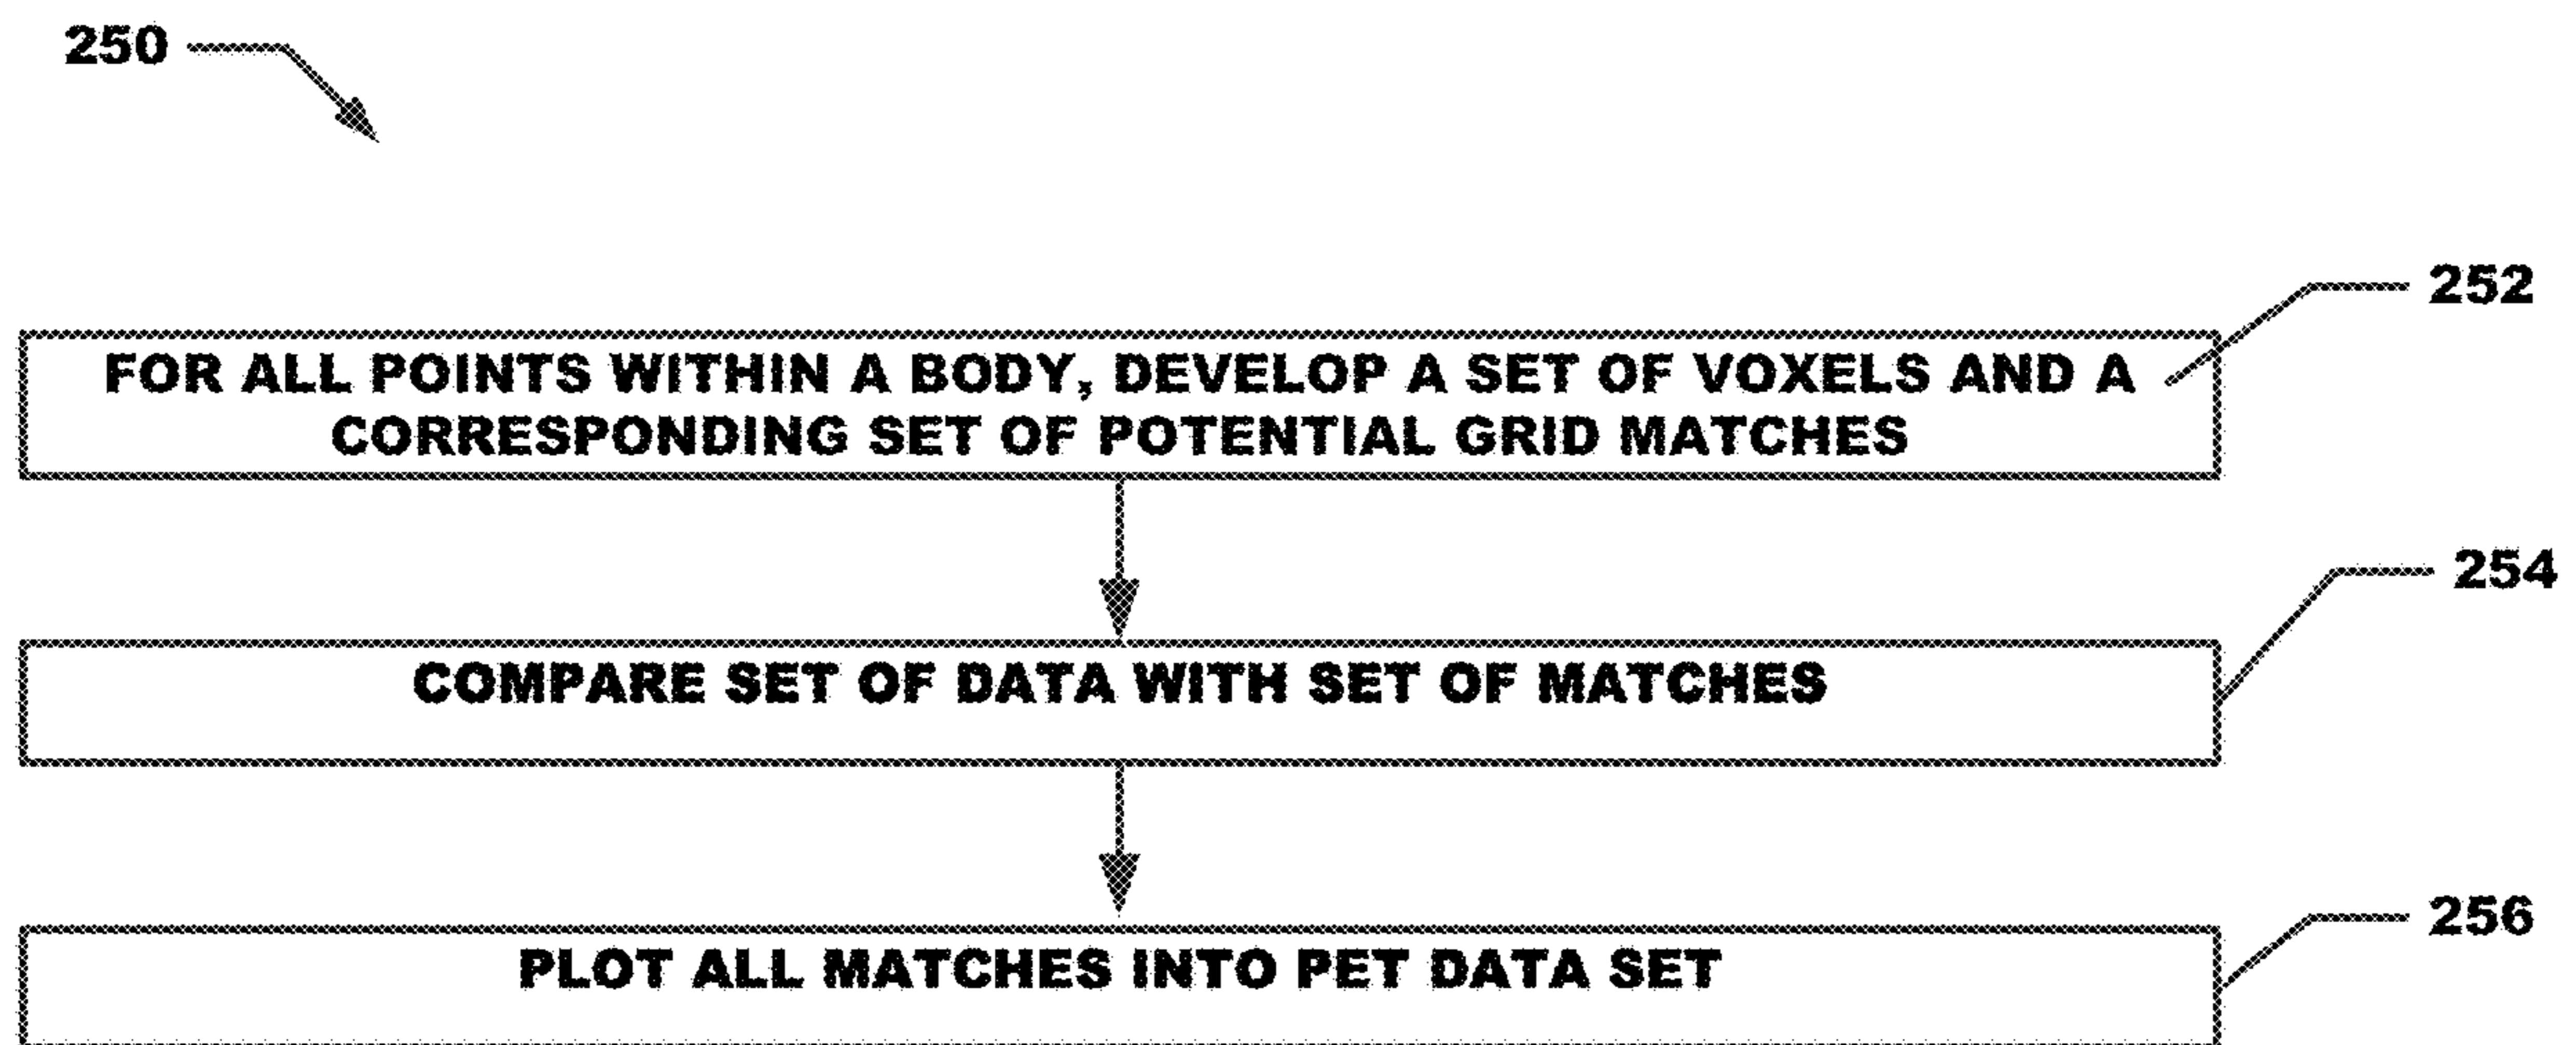 250
252
FOR ALL POINTS WITHIN A BODY, DEVELOP A SET OF VOXELS AND A
CORRESPONDING SET OF POTENTIAL GRID MATCHES
254
COMPARE SET OF DATA WITH SET OF MATCHES
256
PLOT ALL MATCHES INTO PET DATA SET